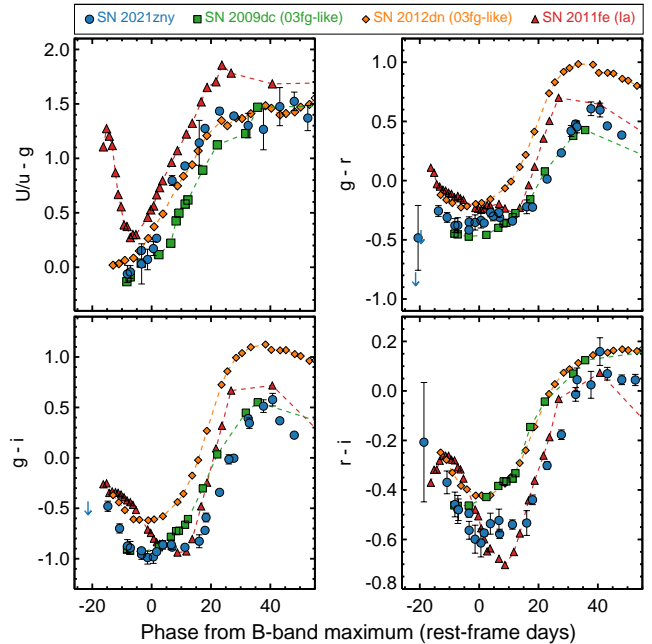 SN 2021zny SN 2009dc (03fg-like) SN 2012dn (03fg-like) SN 2011fe (Ia)
2.0
1.5
1.0
0.5
0.0
U/u - g
1.0
0.5
0.0
-0.5
-1.0
g - r
1.0
0.5
0.0
-0.5
-1.0
g - i
-20 0 20 40
0.2
0.0
-0.2
-0.4
-0.6
-0.8
r - i
-20 0 20 40
Phase from B-band maximum (rest-frame days)